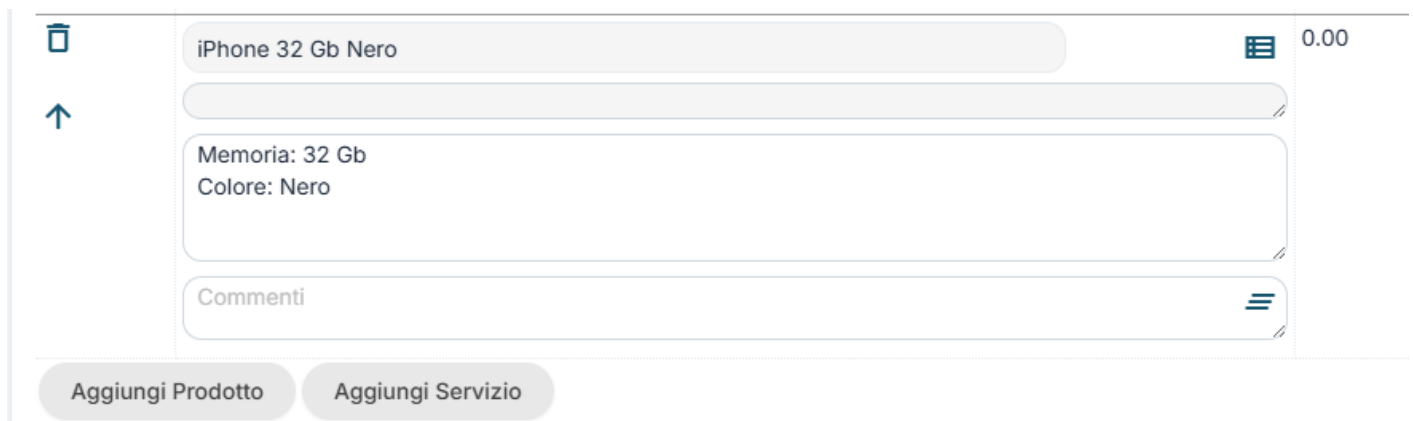 iPhone 32 Gb Nero
0.00
Memoria: 32 Gb
Colore: Nero
Commenti
Aggiungi Prodotto
Aggiungi Servizio